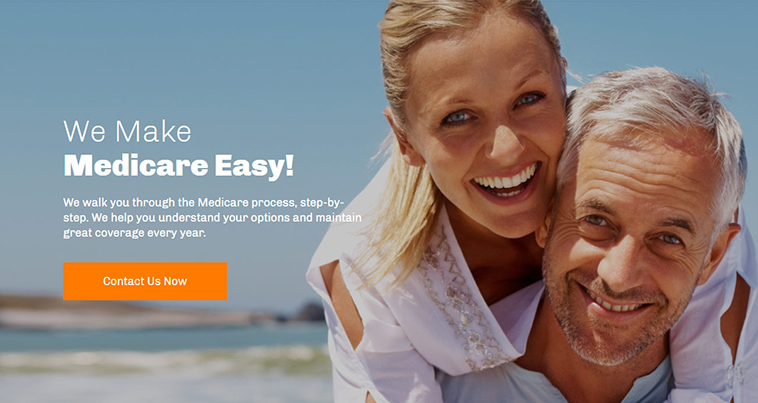 We Make
Medicare Easy!
We walk you through the Medicare process, step-by-
step. We help you understand your options and maintain
great coverage every year.
Contact Us Now